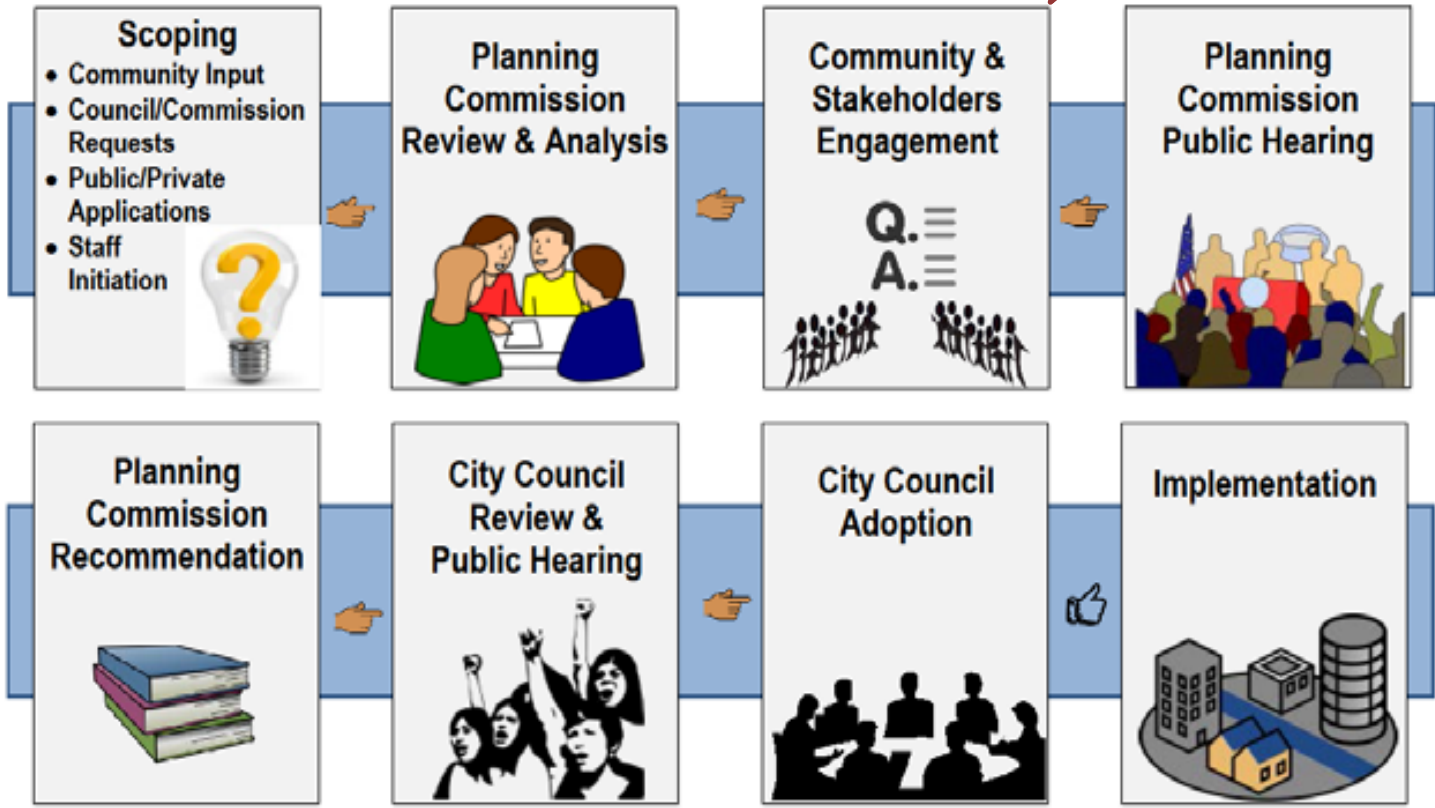 Scoping
• Community Input
• Council/Commission
Requests
• Public/Private
Applications
• Staff
Initiation
Planning
Commission
Review & Analysis
Community &
Stakeholders
Engagement
Q.
A.
Planning
Commission
Public Hearing
Planning
Commission
Recommendation
City Council
Review &
Public Hearing
City Council
Adoption
Implementation